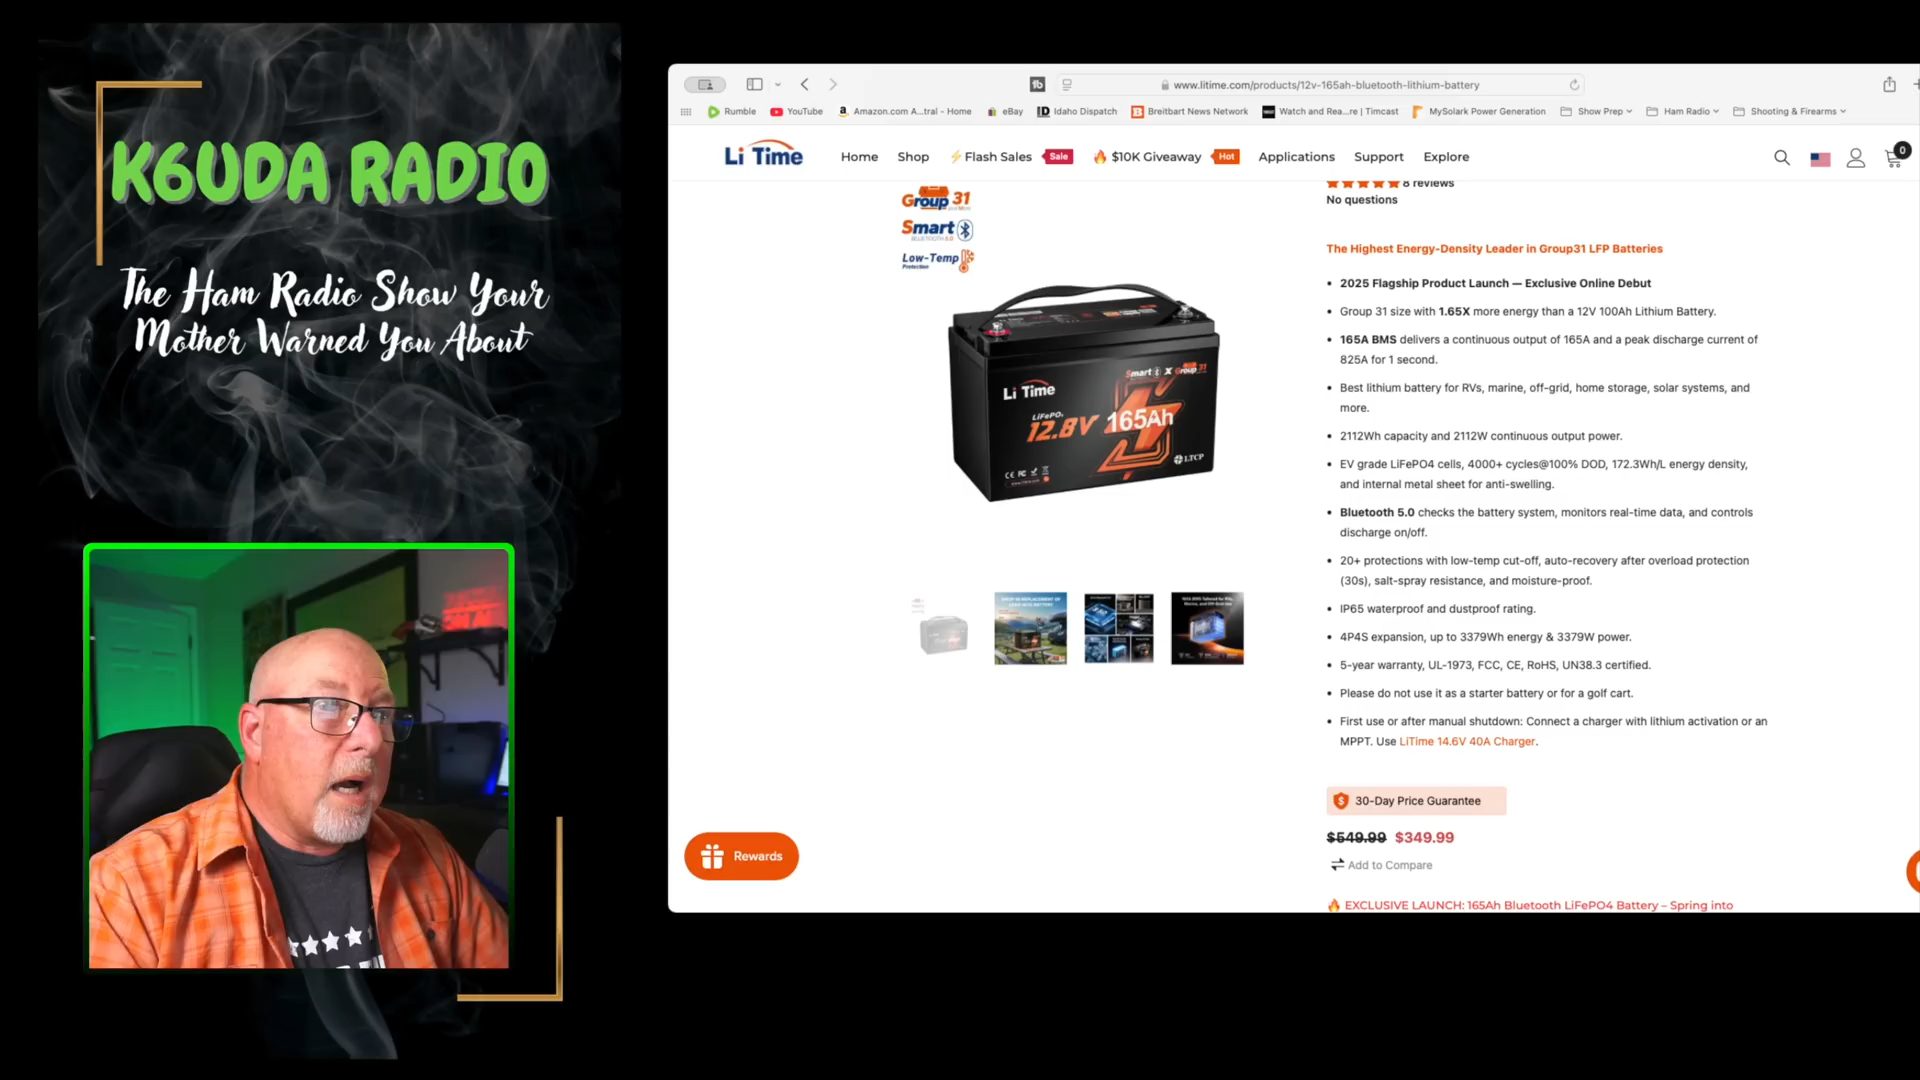 K6UDA RADIO
The Ham Radio Show Your
Mother Warned You About
www.litime.com/products/12v-165ah-bluetooth-lithium-battery
Rumble
YouTube
Amazon.com A...tral - Home
eBay
Idaho Dispatch
Breitbart News Network
Watch and Rea...re | Timcast
MySolark Power Generation
Show Prep
Ham Radio
Shooting & Firearms
Li Time
Home
Shop
Flash Sales
Sale
$10K Giveaway
Hot
Applications
Support
Explore
0
Group 31
Smart
BLUETOOTH 5.0
Low-Temp
Protection
Li Time
Smart X Group 31
LiFePO4
12.8V 165Ah
LTCP
8 reviews
No questions
The Highest Energy-Density Leader in Group31 LFP Batteries
• 2025 Flagship Product Launch — Exclusive Online Debut
• Group 31 size with 1.65X more energy than a 12V 100Ah Lithium Battery.
• 165A BMS delivers a continuous output of 165A and a peak discharge current of
825A for 1 second.
• Best lithium battery for RVs, marine, off-grid, home storage, solar systems, and
more.
• 2112Wh capacity and 2112W continuous output power.
• EV grade LiFePO4 cells, 4000+ cycles@100% DOD, 172.3Wh/L energy density,
and internal metal sheet for anti-swelling.
• Bluetooth 5.0 checks the battery system, monitors real-time data, and controls
discharge on/off.
• 20+ protections with low-temp cut-off, auto-recovery after overload protection
(30s), salt-spray resistance, and moisture-proof.
• IP65 waterproof and dustproof rating.
• 4P4S expansion, up to 3379Wh energy & 3379W power.
• 5-year warranty, UL-1973, FCC, CE, RoHS, UN38.3 certified.
• Please do not use it as a starter battery or for a golf cart.
• First use or after manual shutdown: Connect a charger with lithium activation or an
MPPT. Use LiTime 14.6V 40A Charger.
30-Day Price Guarantee
$549.99 $349.99
Add to Compare
EXCLUSIVE LAUNCH: 165Ah Bluetooth LiFePO4 Battery – Spring into
Rewards